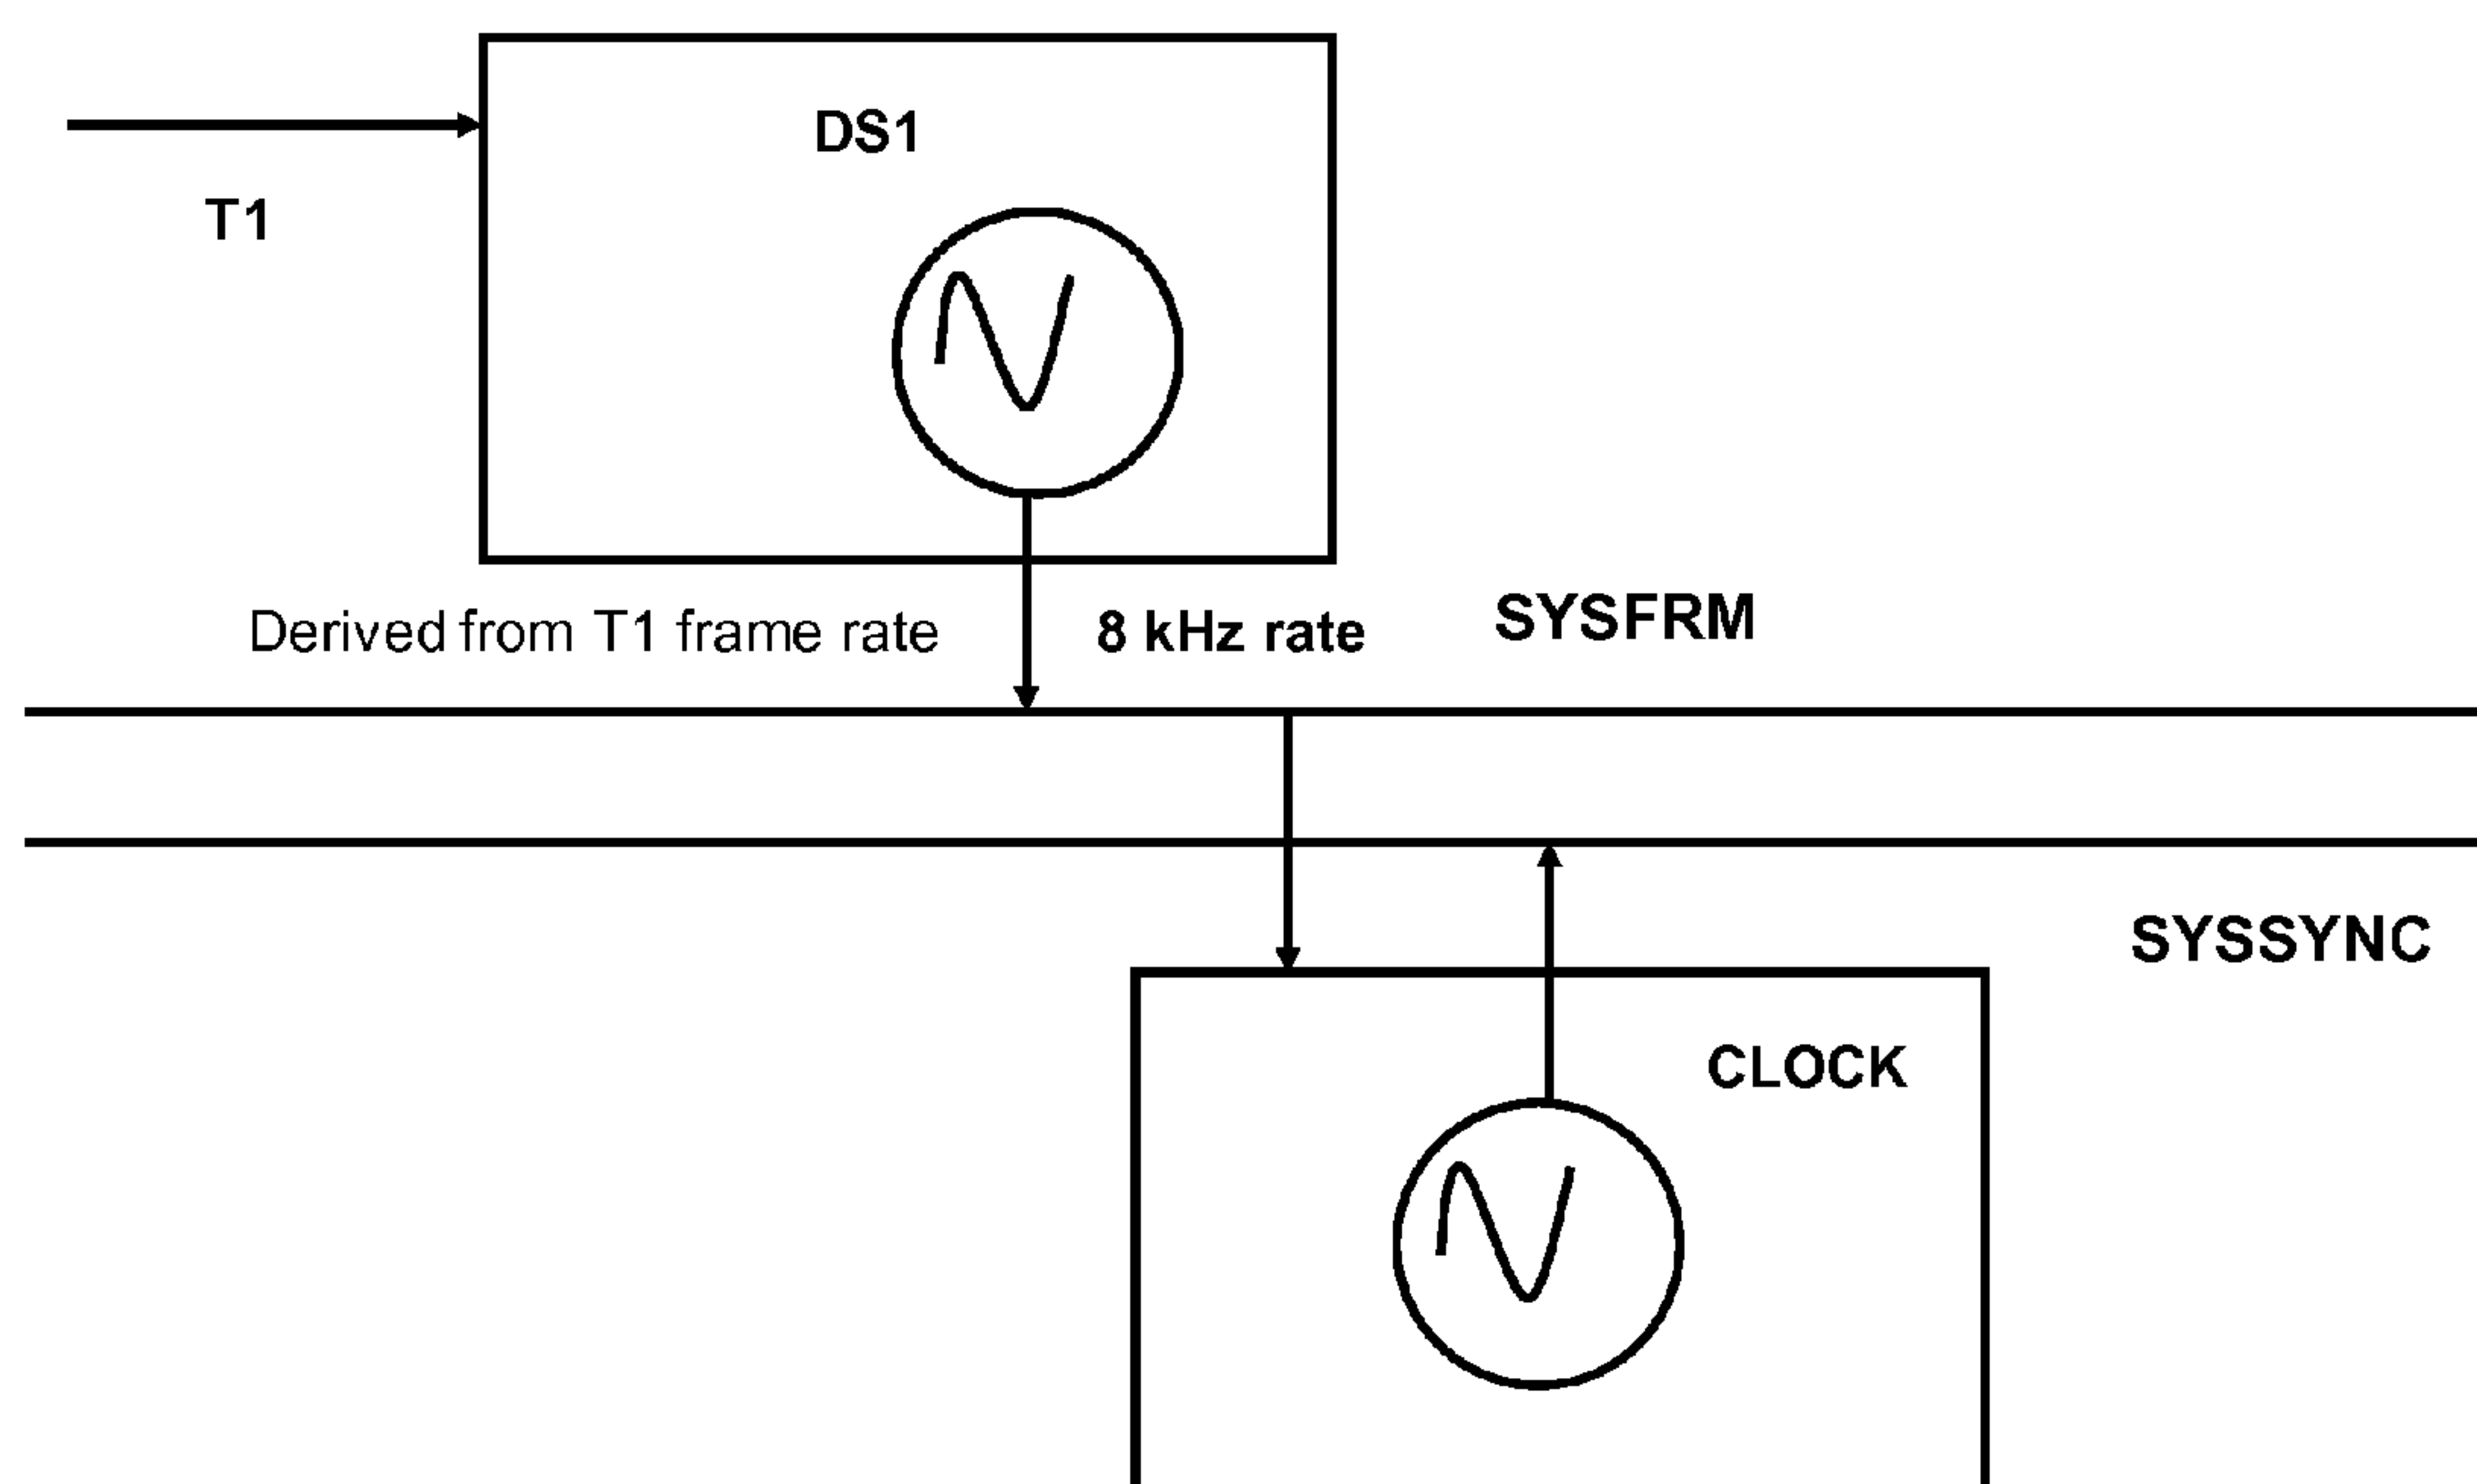 DS1
T1
Derived from T1 frame rate
8 kHz rate
SYSFRM
SYSSYNC
CLOCK